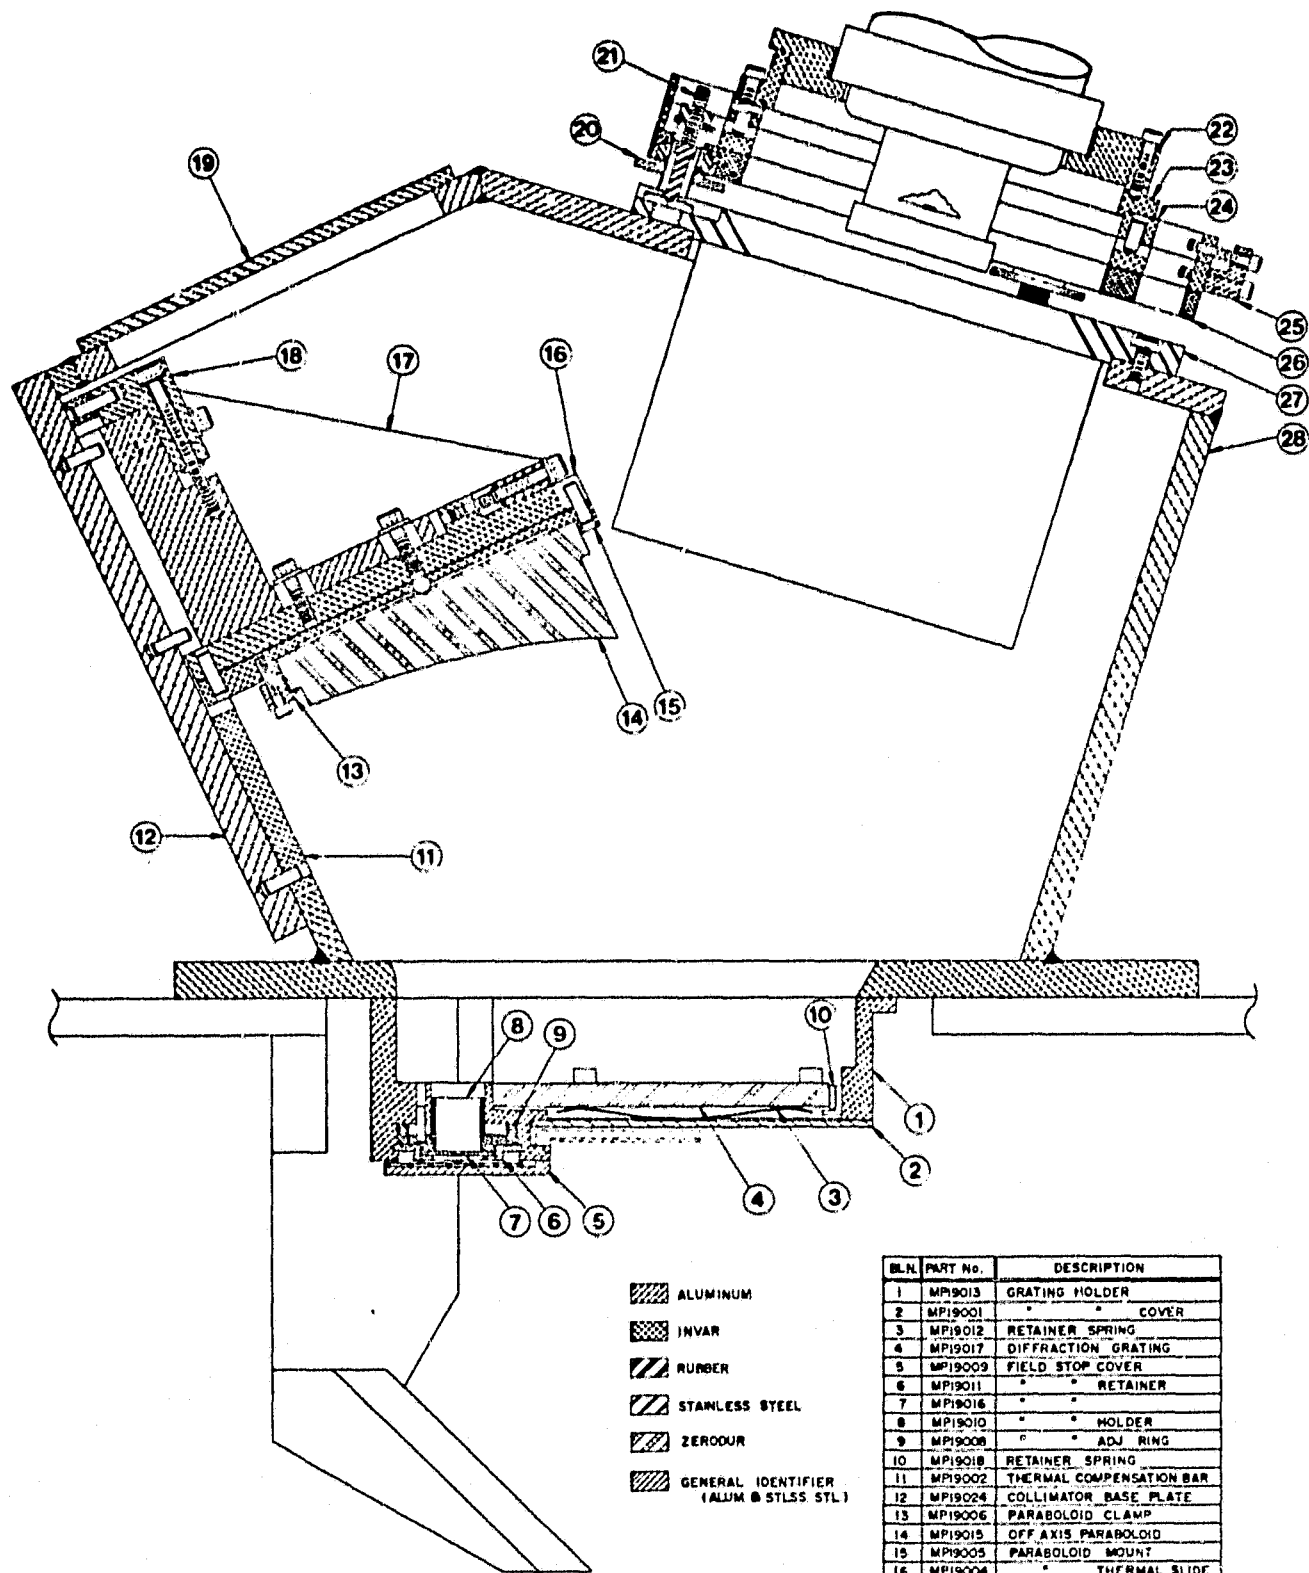 21
20
19
22
23
24
25
26
27
28
18
17
16
15
14
13
12
11
8
9
10
1
2
3
4
5
6
7
ALUMINUM
INVAR
RUBBER
STAINLESS STEEL
ZERODUR
GENERAL IDENTIFIER
(ALUM & STLSS. STL.)
BLN. PART No. DESCRIPTION
1 MP19013 GRATING HOLDER
2 MP19001 " " COVER
3 MP19012 RETAINER SPRING
4 MP19017 DIFFRACTION GRATING
5 MP19009 FIELD STOP COVER
6 MP19011 " " RETAINER
7 MP19016 " "
8 MP19010 " " HOLDER
9 MP19008 " " ADJ RING
10 MP19018 RETAINER SPRING
11 MP19002 THERMAL COMPENSATION BAR
12 MP19024 COLLIMATOR BASE PLATE
13 MP19006 PARABOLOID CLAMP
14 MP19015 OFF AXIS PARABOLOID
15 MP19005 PARABOLOID MOUNT
16 MP19004 " THERMAL SLIDE